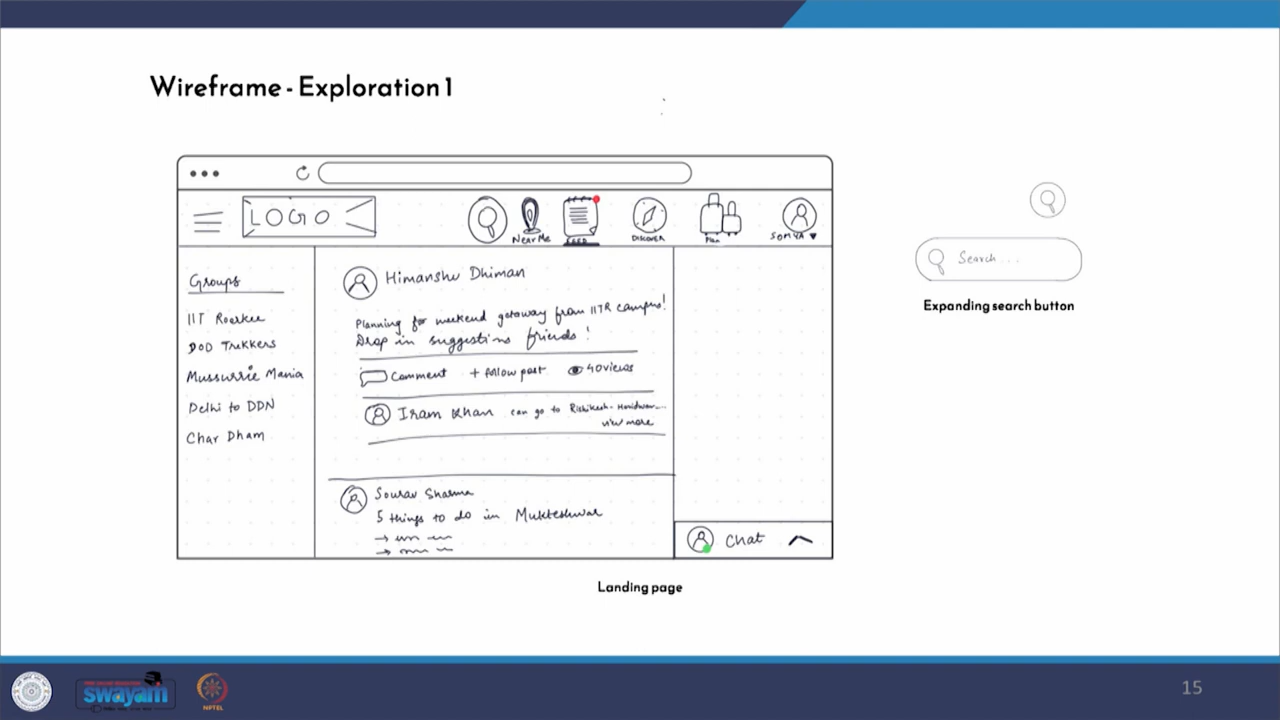 Wireframe - Exploration 1
LOGO
Near Me
FEED
DISCOVER
Plan
SOMYA
Groups
IIT Roorkee
DOD Trekkers
Mussurrie Mania
Delhi to DDN
Char Dham
Himanshu Dhiman
Planning for weekend getaway from IITR campus!
Drop in suggestions friends!
Comment + follow post 40 views
Iram Khan can go to Rishikesh - Haridwar....
view more
Sourav Sharma
5 things to do in Mukteshwar
Chat
Landing page
Search ...
Expanding search button
swayam
NPTEL
15